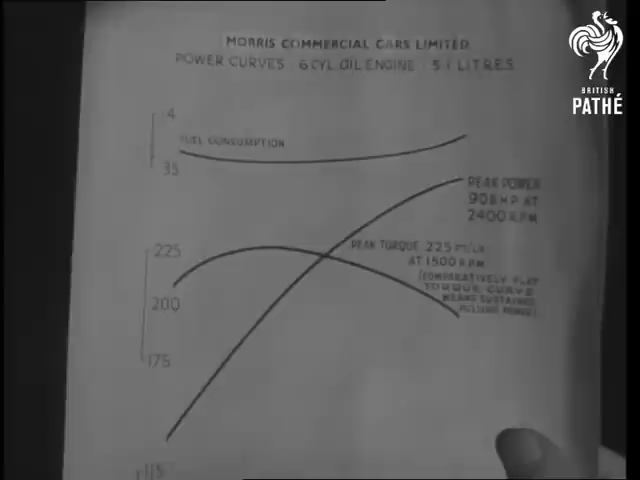 MORRIS COMMERCIAL CARS LIMITED
POWER CURVES 6 CYL. OIL ENGINE 5.1 LITRES
BRITISH
PATHÉ
.4
FUEL CONSUMPTION
.35
PEAK POWER
90 B H P AT
2400 R.P.M
225
PEAK TORQUE 225
AT 1500 R.P.M
(COMPARATIVELY FLAT
TORQUE CURVE
MEANS SUSTAINED
PULLING POWER)
200
175
115